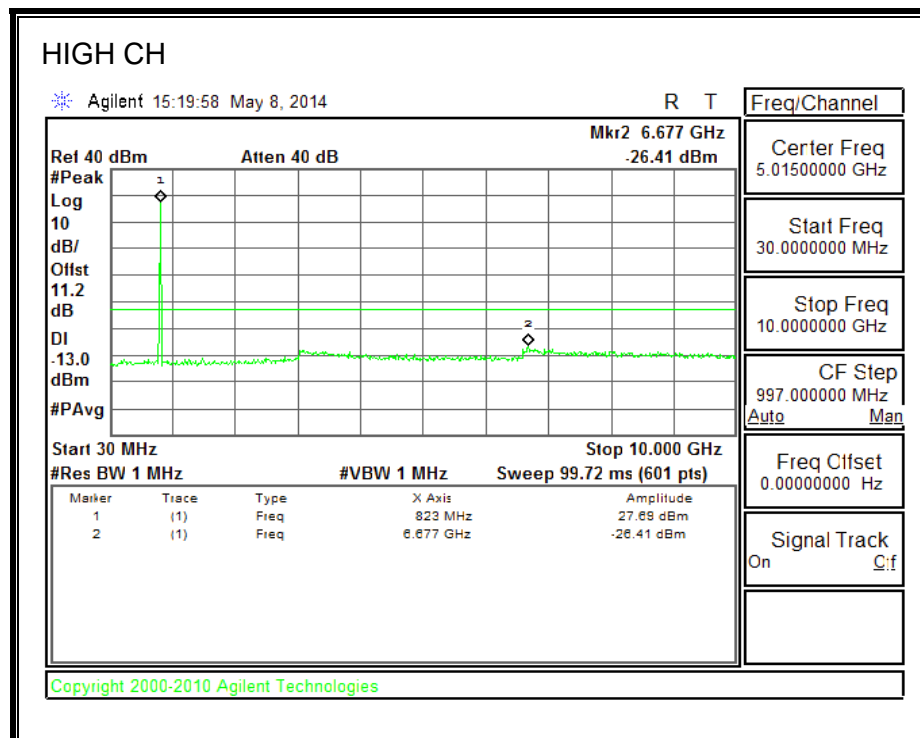 HIGH CH
Agilent 15:19:58 May 8, 2014 R T
Freq/Channel
Mkr2 6.677 GHz
Ref 40 dBm Atten 40 dB -26.41 dBm
#Peak
Log
10
dB/
Offst
11.2
dB
DI
-13.0
dBm
#PAvg
1
2
Start 30 MHz Stop 10.000 GHz
#Res BW 1 MHz #VBW 1 MHz Sweep 99.72 ms (601 pts)
Marker Trace Type X Axis Amplitude
1 (1) Freq 823 MHz 27.69 dBm
2 (1) Freq 6.677 GHz -26.41 dBm
Center Freq
5.01500000 GHz
Start Freq
30.0000000 MHz
Stop Freq
10.0000000 GHz
CF Step
997.000000 MHz
Auto Man
Freq Offset
0.00000000 Hz
Signal Track
On Off
Copyright 2000-2010 Agilent Technologies